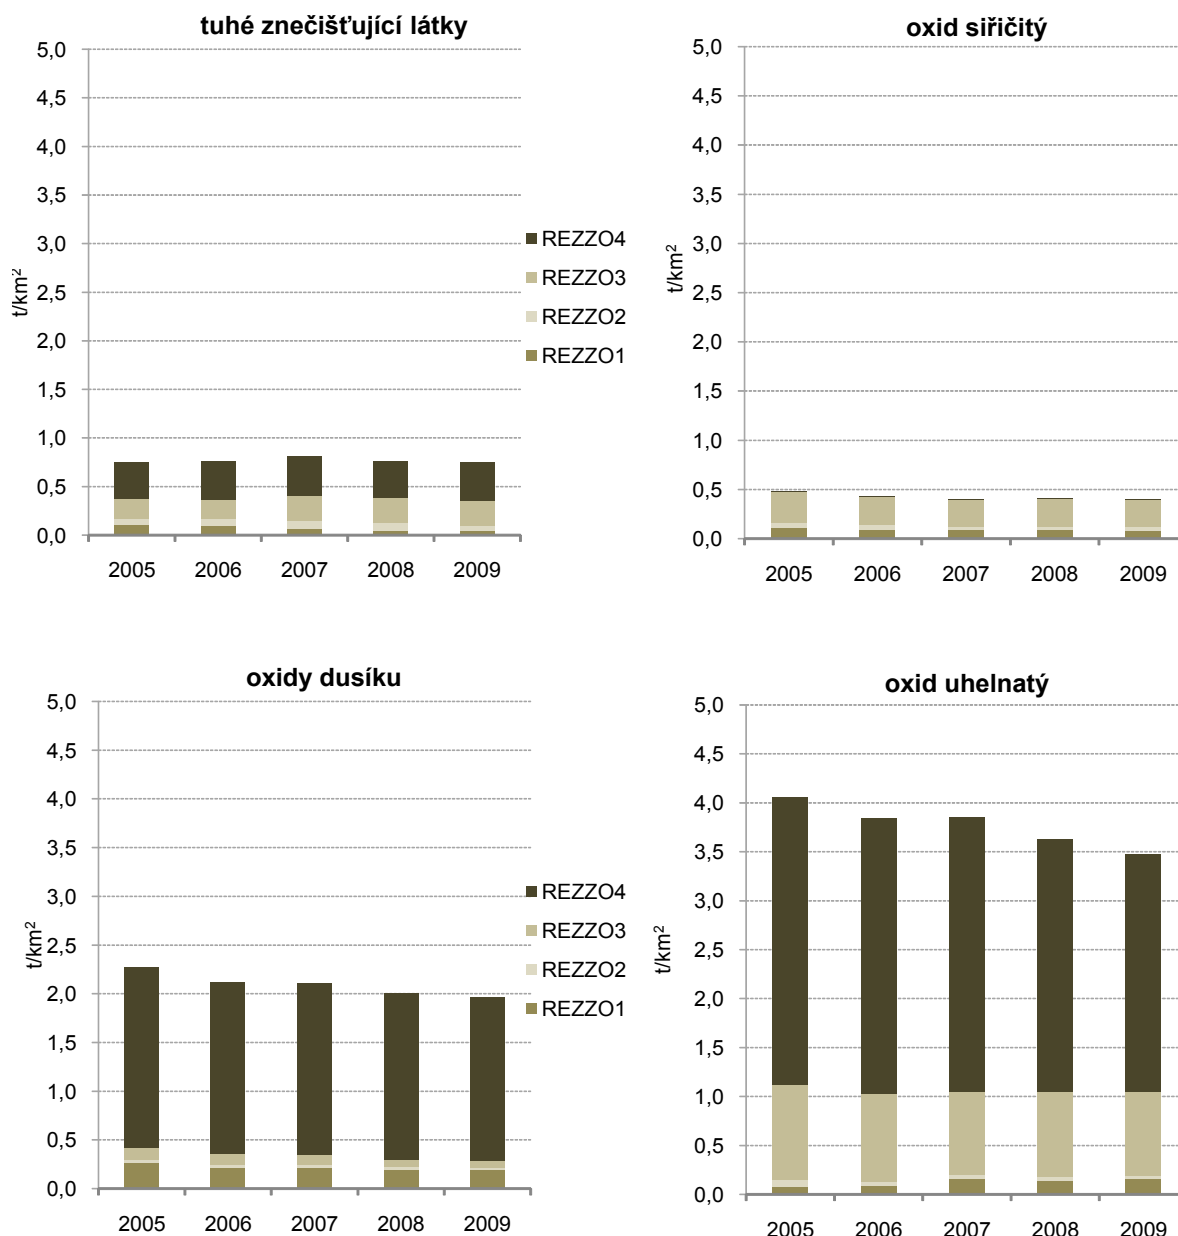 tuhé znečišťující látky
5,0
4,5
4,0
3,5
3,0
2,5
2,0
1,5
1,0
0,5
0,0
t/km²
2005 2006 2007 2008 2009
REZZO4
REZZO3
REZZO2
REZZO1
oxid siřičitý
5,0
4,5
4,0
3,5
3,0
2,5
2,0
1,5
1,0
0,5
0,0
t/km²
2005 2006 2007 2008 2009
oxidy dusíku
5,0
4,5
4,0
3,5
3,0
2,5
2,0
1,5
1,0
0,5
0,0
t/km²
2005 2006 2007 2008 2009
REZZO4
REZZO3
REZZO2
REZZO1
oxid uhelnatý
5,0
4,5
4,0
3,5
3,0
2,5
2,0
1,5
1,0
0,5
0,0
t/km²
2005 2006 2007 2008 2009